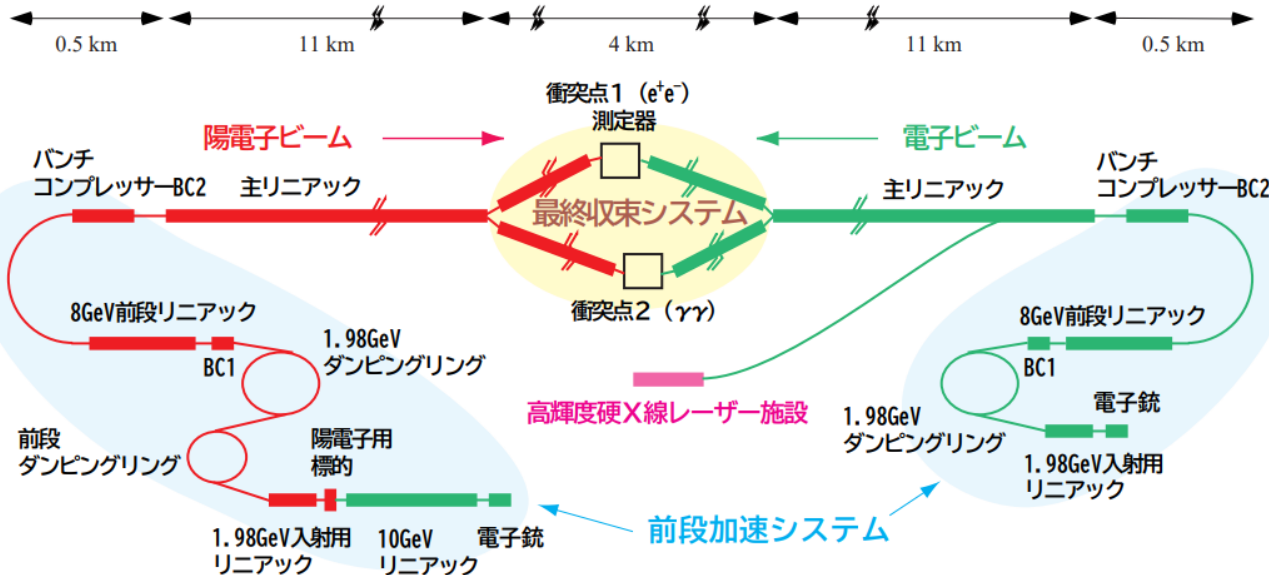 0.5 km
11 km
4 km
11 km
0.5 km
衝突点1 (e⁺e⁻)
測定器
陽電子ビーム
電子ビーム
バンチ
コンプレッサーBC2
主リニアック
最終収束システム
主リニアック
バンチ
コンプレッサーBC2
衝突点2 (γγ)
8GeV前段リニアック
BC1
1.98GeV
ダンピングリング
8GeV前段リニアック
BC1
高輝度硬X線レーザー施設
1.98GeV
ダンピングリング
電子銃
1.98GeV入射用
リニアック
前段
ダンピングリング
陽電子用
標的
1.98GeV入射用
リニアック
10GeV
リニアック
電子銃
前段加速システム